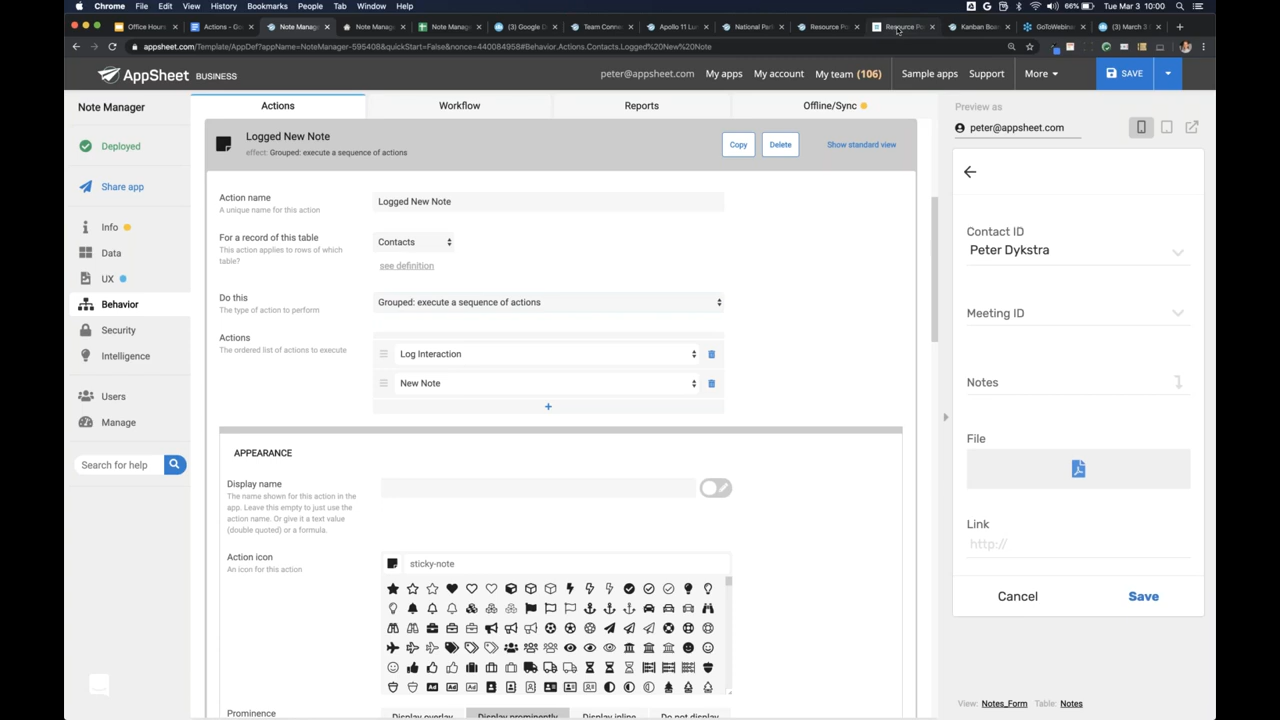 Chrome File Edit View History Bookmarks People Tab Window Help 66% Tue Mar 3 10:00
Office Hours Actions - Go Note Manag Note Manag Note Manag (3) Google D Team Conne Apollo 11 Lu National Par Resource Po Kanban Boar GoToWebina (3) March 3
appsheet.com/Template/AppDef?appName=NoteManager-595408&quickStart=False&nonce=440084958#Behavior.Actions.Contacts.Logged%20New%20Note
AppSheet BUSINESS peter@appsheet.com My apps My account My team (106) Sample apps Support More SAVE
Note Manager
Deployed
Share app
Info
Data
UX
Behavior
Security
Intelligence
Users
Manage
Search for help
Actions Workflow Reports Offline/Sync
Logged New Note
effect: Grouped: execute a sequence of actions
Copy Delete Show standard view
Action name
A unique name for this action
Logged New Note
For a record of this table
This action applies to rows of which
table?
Contacts
see definition
Do this
The type of action to perform
Grouped: execute a sequence of actions
Actions
The ordered list of actions to execute
Log Interaction
New Note
+
APPEARANCE
Display name
The name shown for this action in the
app. Leave this empty to just use the
action name. Or give it a text value
(double quoted) or a formula.
Action icon
An icon for this action
sticky-note
Ad Ad Ad
Prominence
Display overlay Display prominently Display inline Do not display
Preview as
peter@appsheet.com
Contact ID
Peter Dykstra
Meeting ID
Notes
File
Link
http://
Cancel Save
View: Notes_Form Table: Notes